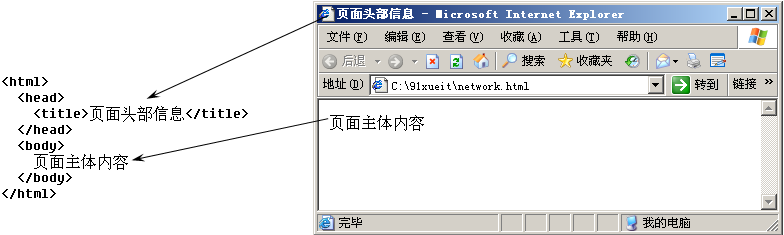 <html>
<head>
<title>页面头部信息</title>
</head>
<body>
页面主体内容
</body>
</html>
页面头部信息 - Microsoft Internet Explorer
文件(F) 编辑(E) 查看(V) 收藏(A) 工具(T) 帮助(H)
后退 搜索 收藏夹
地址(D) C:\91xueit\network.html 转到 链接 »
页面主体内容
完毕 我的电脑